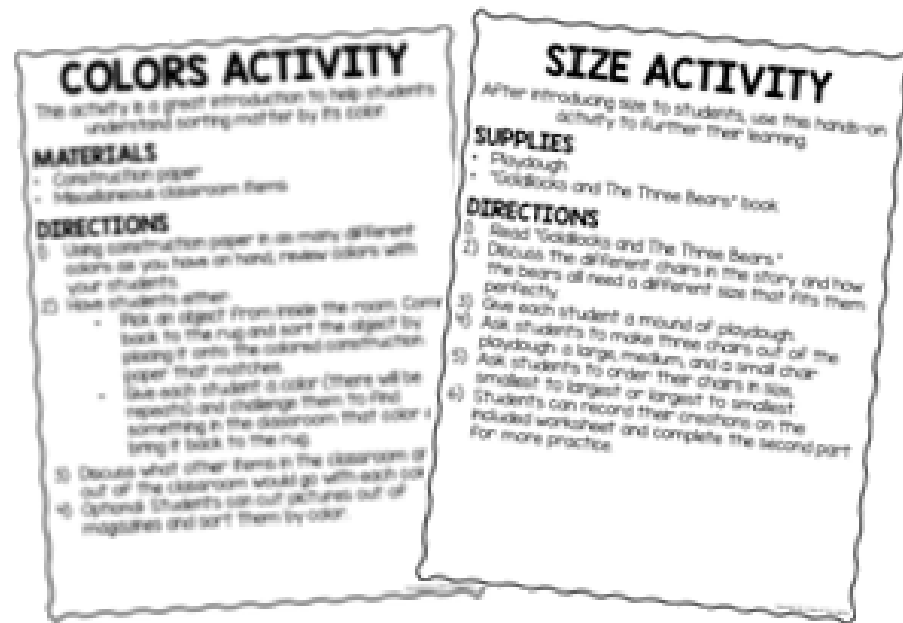 COLORS ACTIVITY
This activity is a great introduction to help students
understand sorting matter by its color.
MATERIALS
• Construction paper
• Miscellaneous classroom items
DIRECTIONS
1) Using construction paper in as many different
colors as you have on hand, review colors with
your students.
2) Have students either:
• Pick an object from inside the room. Come
back to the rug and sort the object by
placing it onto the colored construction
paper that matches.
• Give each student a color (there will be
repeats) and challenge them to find
something in the classroom that color
bring it back to the rug.
3) Discuss what other items in the classroom or
out of the classroom would go with each
4) Optional: Students can cut pictures out of
magazines and sort them by color.
SIZE ACTIVITY
After introducing size to students, use this hands-on
activity to further their learning.
SUPPLIES
• Playdough
• "Goldilocks and The Three Bears" book
DIRECTIONS
1) Read "Goldilocks and The Three Bears."
2) Discuss the different chairs in the story and how
the bears all need a different size that fits them
perfectly.
3) Give each student a mound of playdough.
4) Ask students to make three chairs out of the
playdough: a large, medium, and a small chair
5) Ask students to order their chairs in size,
smallest to largest or largest to smallest.
6) Students can record their creations on the
included worksheet and complete the second part
for more practice.